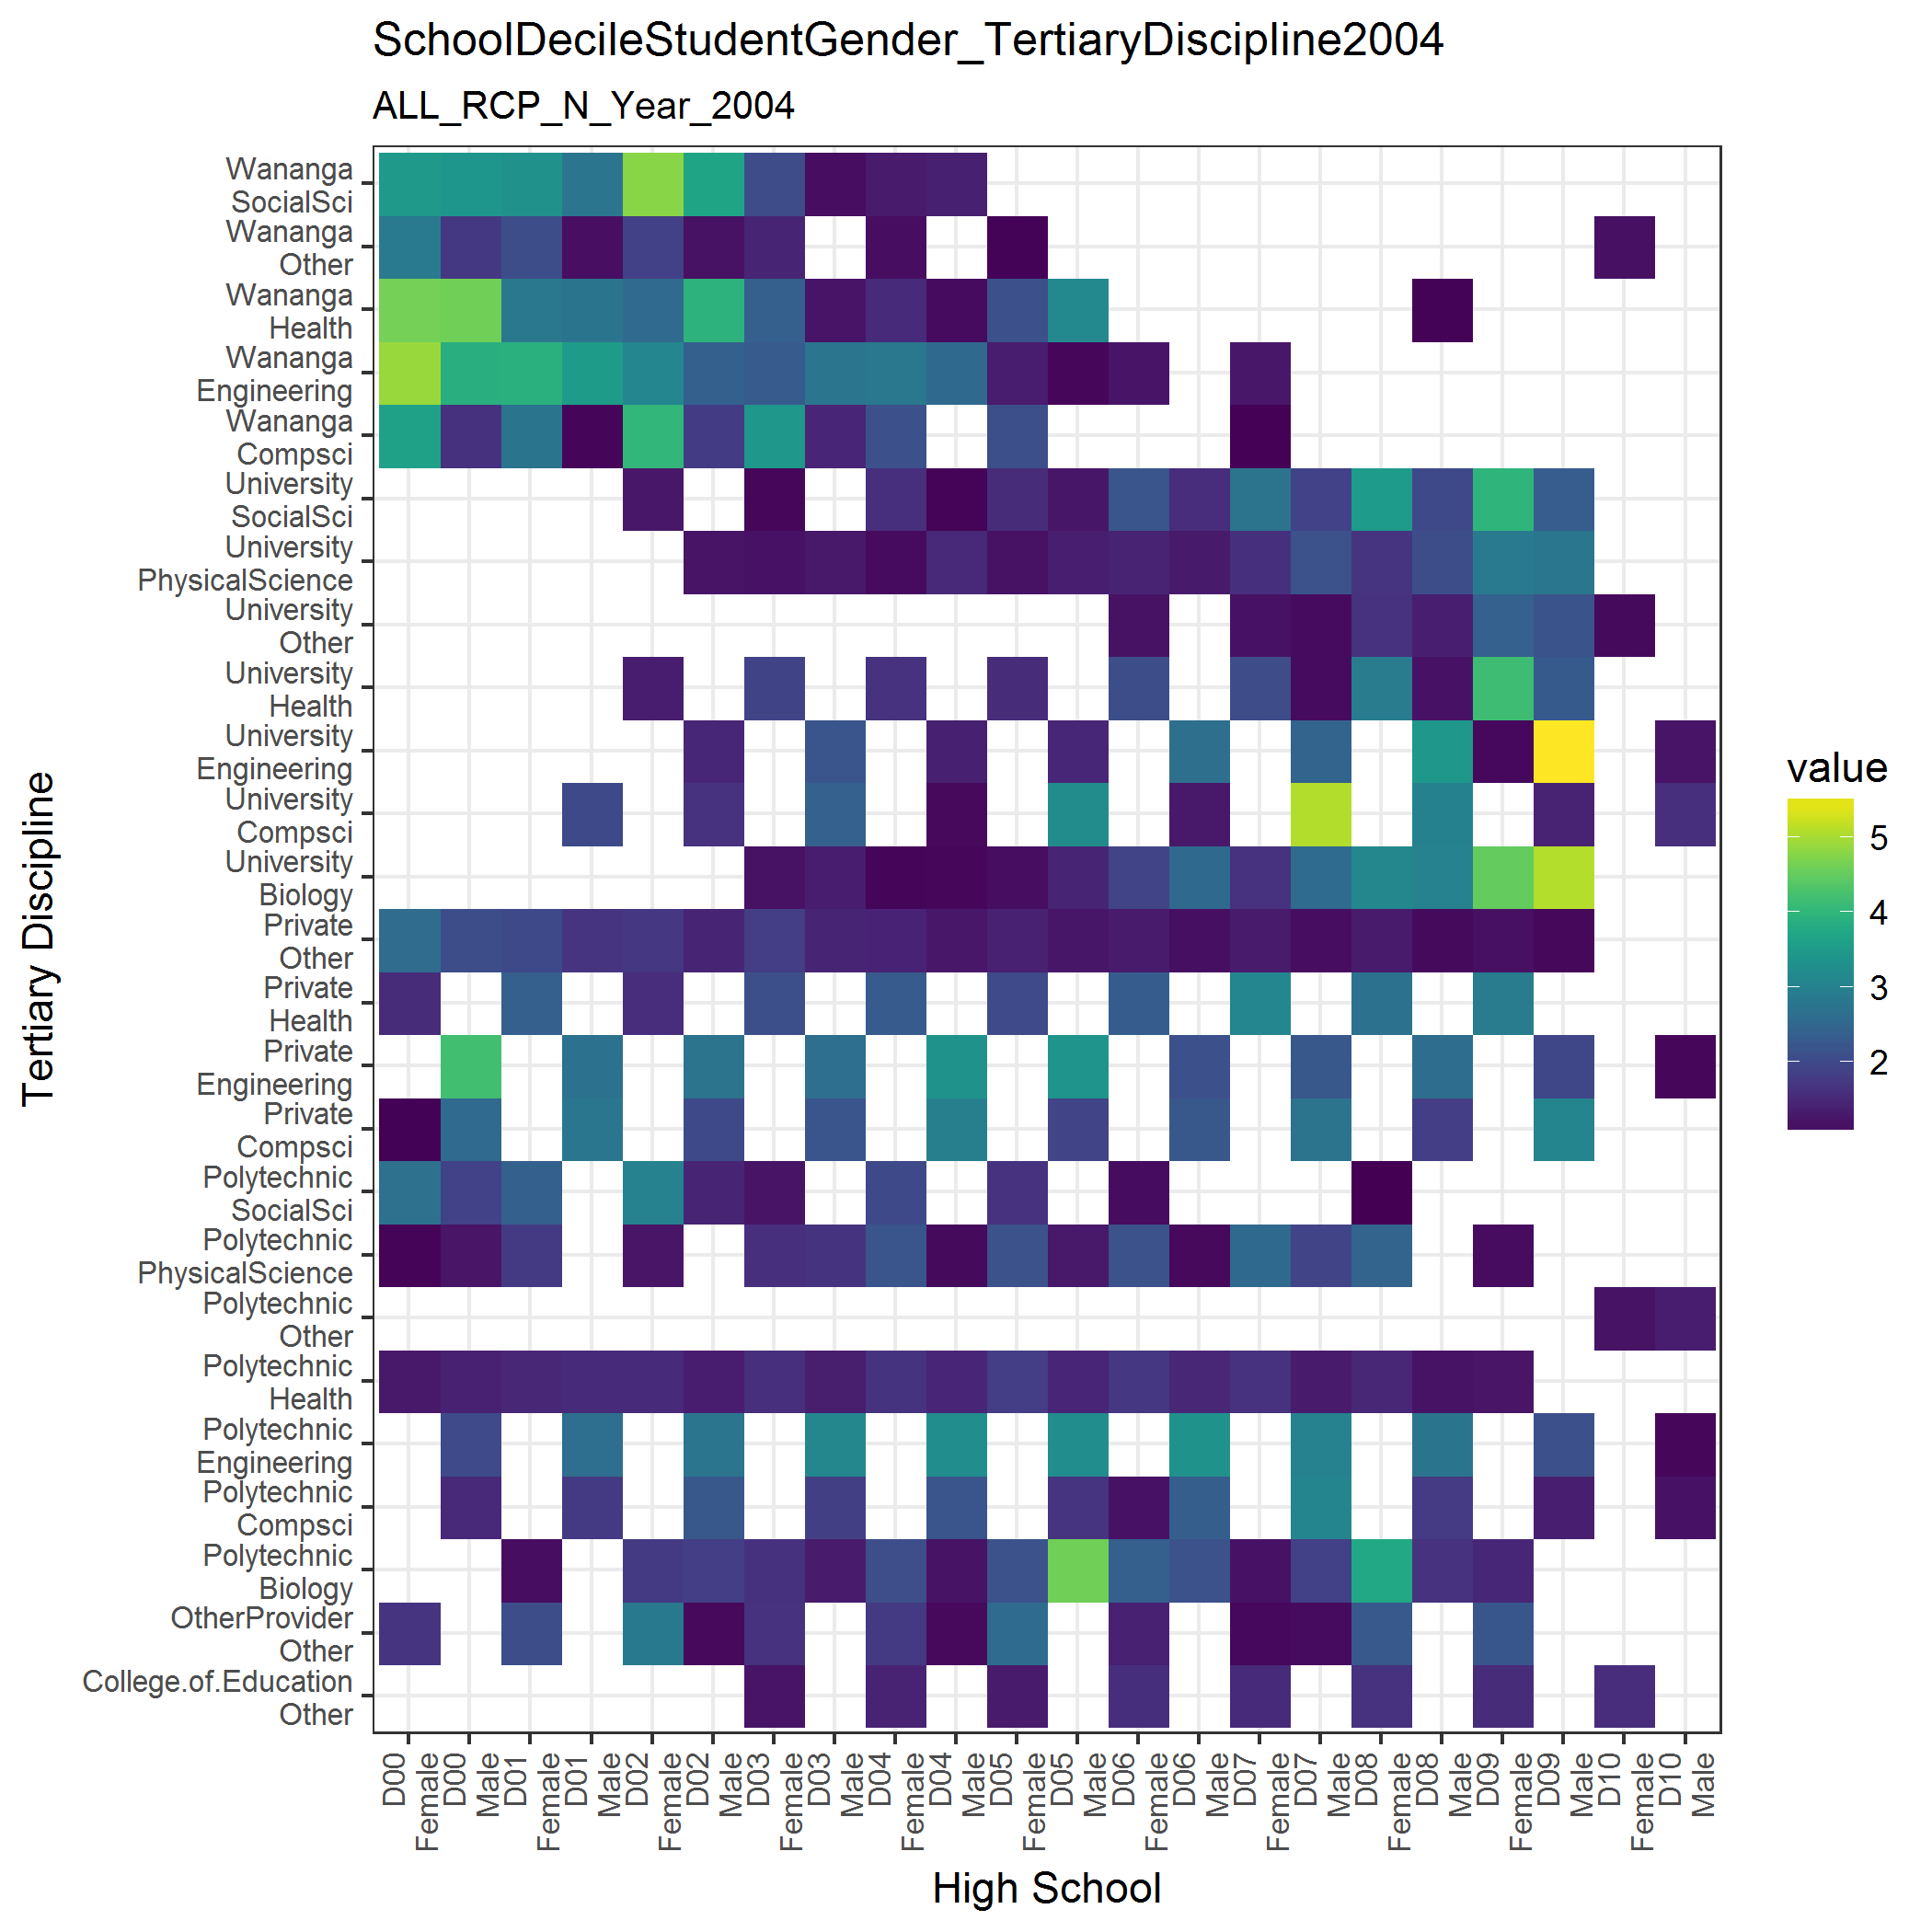 SchoolDecileStudentGender_TertiaryDiscipline2004
ALL_RCP_N_Year_2004
Tertiary Discipline
Wananga
SocialSci
Wananga
Other
Wananga
Health
Wananga
Engineering
Wananga
Compsci
University
SocialSci
University
PhysicalScience
University
Other
University
Health
University
Engineering
University
Compsci
University
Biology
Private
Other
Private
Health
Private
Engineering
Private
Compsci
Polytechnic
SocialSci
Polytechnic
PhysicalScience
Polytechnic
Other
Polytechnic
Health
Polytechnic
Engineering
Polytechnic
Compsci
Polytechnic
Biology
OtherProvider
Other
College.of.Education
Other
D00
Female
D00
Male
D01
Female
D01
Male
D02
Female
D02
Male
D03
Female
D03
Male
D04
Female
D04
Male
D05
Female
D05
Male
D06
Female
D06
Male
D07
Female
D07
Male
D08
Female
D08
Male
D09
Female
D09
Male
D10
Female
D10
Male
High School
value
5
4
3
2